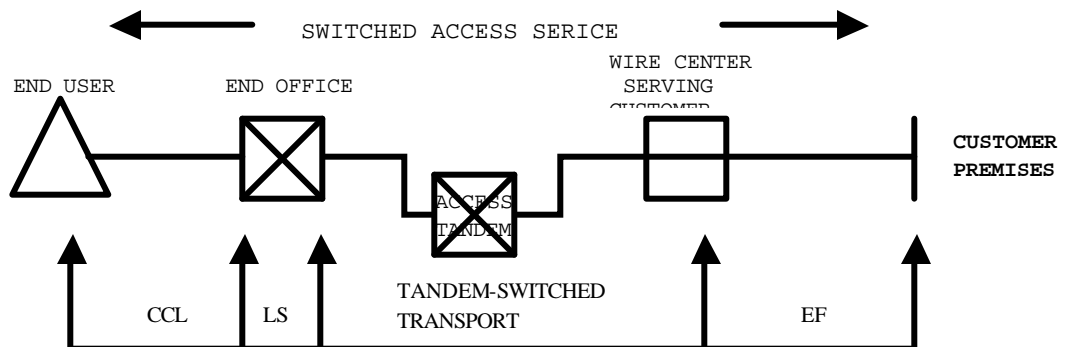 SWITCHED ACCESS SERICE
WIRE CENTER
SERVING
CUSTOMER
END USER
END OFFICE
CUSTOMER
PREMISES
ACCESS
TANDEM
TANDEM-SWITCHED
TRANSPORT
CCL
LS
EF